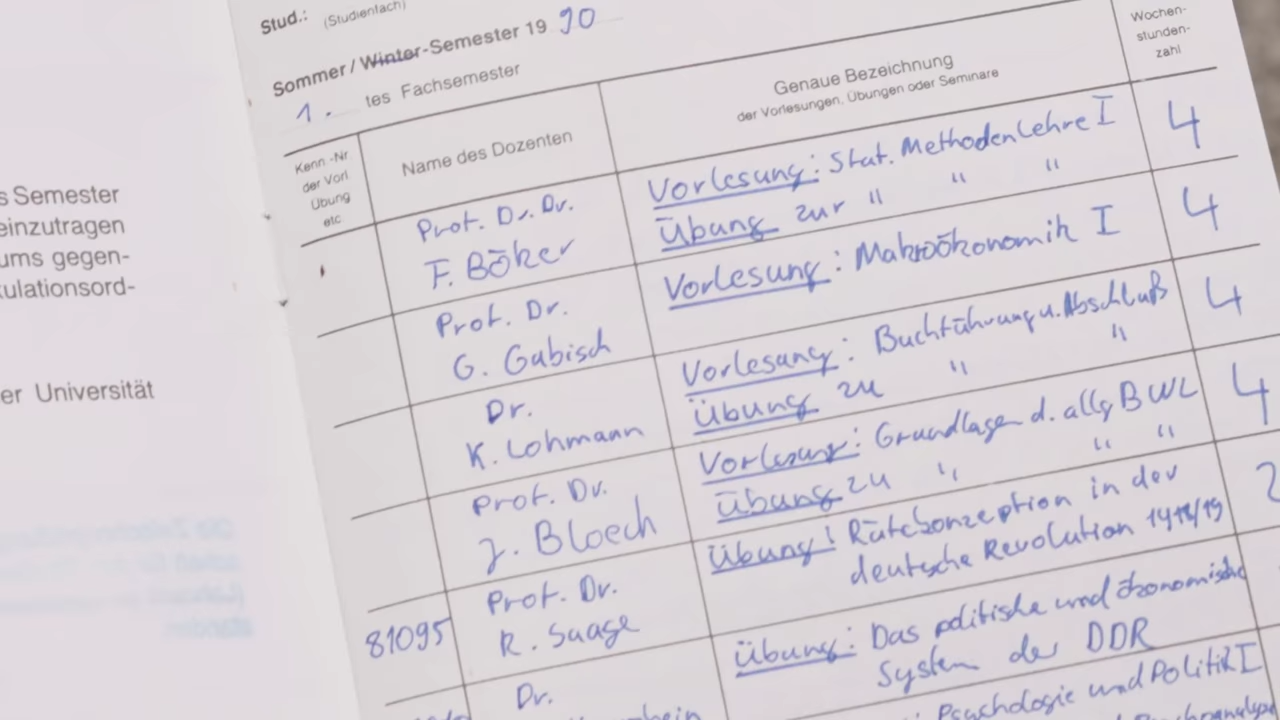 s Semester
einzutragen
ums gegen-
kulationsord-
er Universität
Stud.:
(Studienfach)
Sommer / Winter-Semester 19 90
1. tes Fachsemester
Kenn.-Nr.
der Vorl.
Übung
etc.
Name des Dozenten
Genaue Bezeichnung
der Vorlesungen, Übungen oder Seminare
Wochen-
stunden-
zahl
Prof. Dr. Dr.
F. Böker
Vorlesung: Stat. Methodenlehre I
Übung zur " " "
4
Prof. Dr.
G. Gabisch
Vorlesung: Makroökonomik I
4
Dr.
K. Lohmann
Vorlesung: Buchführung u. Abschluß
Übung zu " "
4
Prof. Dr.
J. Bloech
Vorlesung: Grundlagen d. allg BWL
Übung zu " " "
4
81095
Prof. Dr.
R. Saage
Übung: Rätekonzeption in der
deutsche Revolution 1918/19
2
Dr.
Übung: Das politische und ökonomische
System der DDR
Psychologie und Politik I